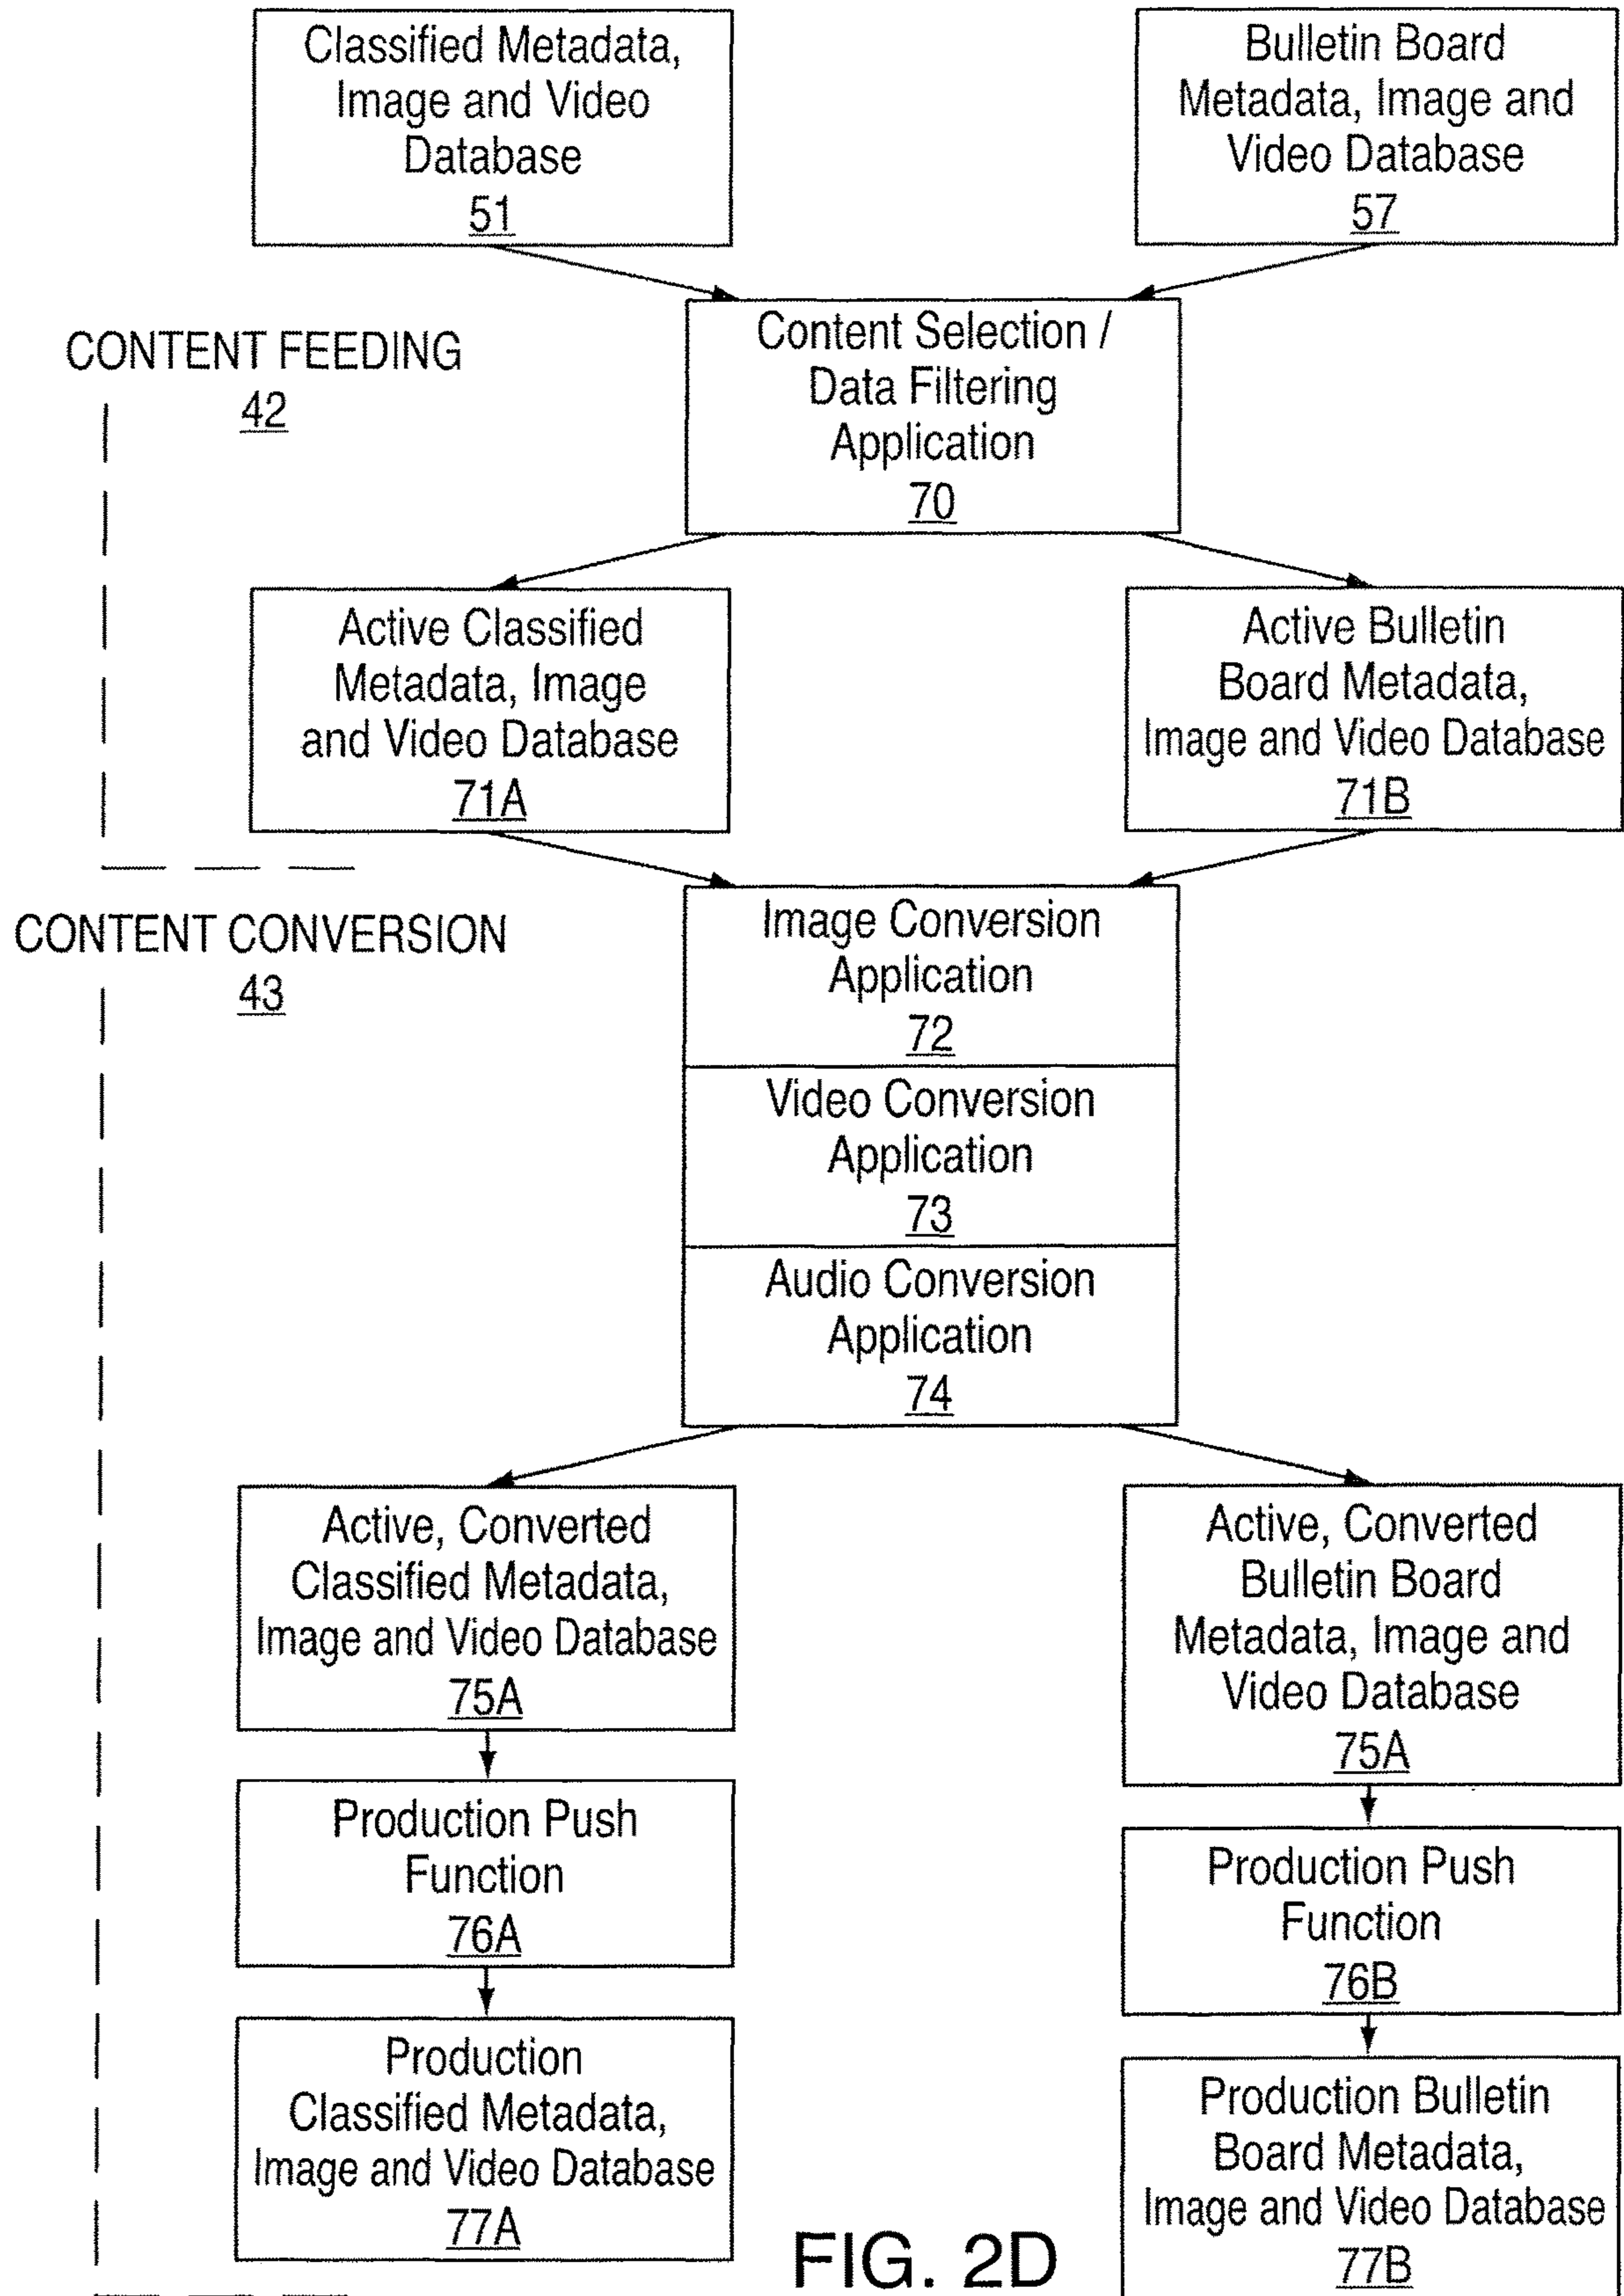 Classified Metadata,
Image and Video
Database
51
Bulletin Board
Metadata, Image and
Video Database
57
CONTENT FEEDING
42
Content Selection /
Data Filtering
Application
70
Active Classified
Metadata, Image
and Video Database
71A
Active Bulletin
Board Metadata,
Image and Video Database
71B
CONTENT CONVERSION
43
Image Conversion
Application
72
Video Conversion
Application
73
Audio Conversion
Application
74
Active, Converted
Classified Metadata,
Image and Video Database
75A
Active, Converted
Bulletin Board
Metadata, Image and
Video Database
75A
Production Push
Function
76A
Production Push
Function
76B
Production
Classified Metadata,
Image and Video Database
77A
Production Bulletin
Board Metadata,
Image and Video Database
77B
FIG. 2D